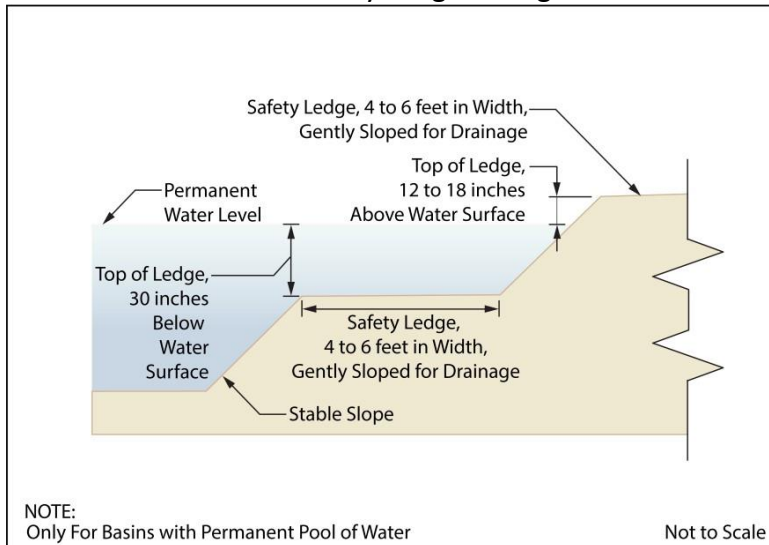 Safety Ledge, 4 to 6 feet in Width,
Gently Sloped for Drainage
Top of Ledge,
12 to 18 inches
Above Water Surface
Permanent
Water Level
Top of Ledge,
30 inches
Below
Water
Surface
Safety Ledge,
4 to 6 feet in Width,
Gently Sloped for Drainage
Stable Slope
NOTE:
Only For Basins with Permanent Pool of Water
Not to Scale